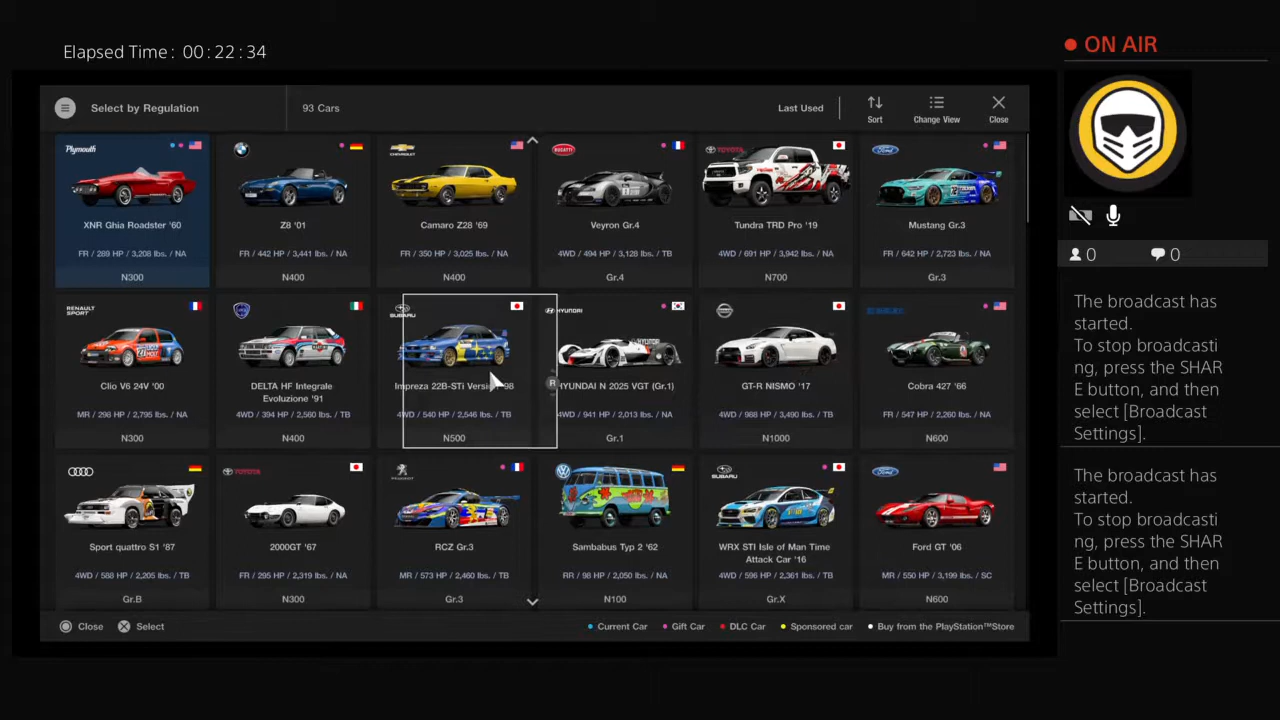 Elapsed Time: 00:22:34
ON AIR
Select by Regulation
93 Cars
Last Used
Sort
Change View
Close
Plymouth
XNR Ghia Roadster '60
FR / 289 HP / 3,208 lbs. / NA
N300
Z8 '01
FR / 442 HP / 3,441 lbs. / NA
N400
CHEVROLET
Camaro Z28 '69
FR / 350 HP / 3,025 lbs. / NA
N400
BUGATTI
Veyron Gr.4
4WD / 494 HP / 3,128 lbs. / TB
Gr.4
TOYOTA
Tundra TRD Pro '19
4WD / 691 HP / 3,942 lbs. / NA
N700
Ford
Mustang Gr.3
FR / 642 HP / 2,723 lbs. / NA
Gr.3
RENAULT
SPORT
Clio V6 24V '00
MR / 296 HP / 2,795 lbs. / NA
N300
DELTA HF Integrale
Evoluzione '91
4WD / 394 HP / 2,560 lbs. / TB
N400
SUBARU
Impreza 22B-STi Versi '98
4WD / 540 HP / 2,546 lbs. / TB
N500
HYUNDAI
HYUNDAI N 2025 VGT (Gr.1)
4WD / 941 HP / 2,013 lbs. / NA
Gr.1
R
GT-R NISMO '17
4WD / 988 HP / 3,490 lbs. / TB
N1000
Cobra 427 '66
FR / 547 HP / 2,260 lbs. / NA
N600
Audi
Sport quattro S1 '87
4WD / 588 HP / 2,205 lbs. / TB
Gr.B
TOYOTA
2000GT '67
FR / 295 HP / 2,319 lbs. / NA
N300
PEUGEOT
RCZ Gr.3
MR / 573 HP / 2,460 lbs. / TB
Gr.3
Sambabus Typ 2 '62
RR / 98 HP / 2,050 lbs. / NA
N100
SUBARU
WRX STI Isle of Man Time
Attack Car '16
4WD / 596 HP / 2,361 lbs. / TB
Gr.X
Ford
Ford GT '06
MR / 550 HP / 3,199 lbs. / SC
N600
Close
Select
Current Car
Gift Car
DLC Car
Sponsored car
Buy from the PlayStation™Store
0
0
The broadcast has
started.
To stop broadcasti
ng, press the SHAR
E button, and then
select [Broadcast
Settings].
The broadcast has
started.
To stop broadcasti
ng, press the SHAR
E button, and then
select [Broadcast
Settings].